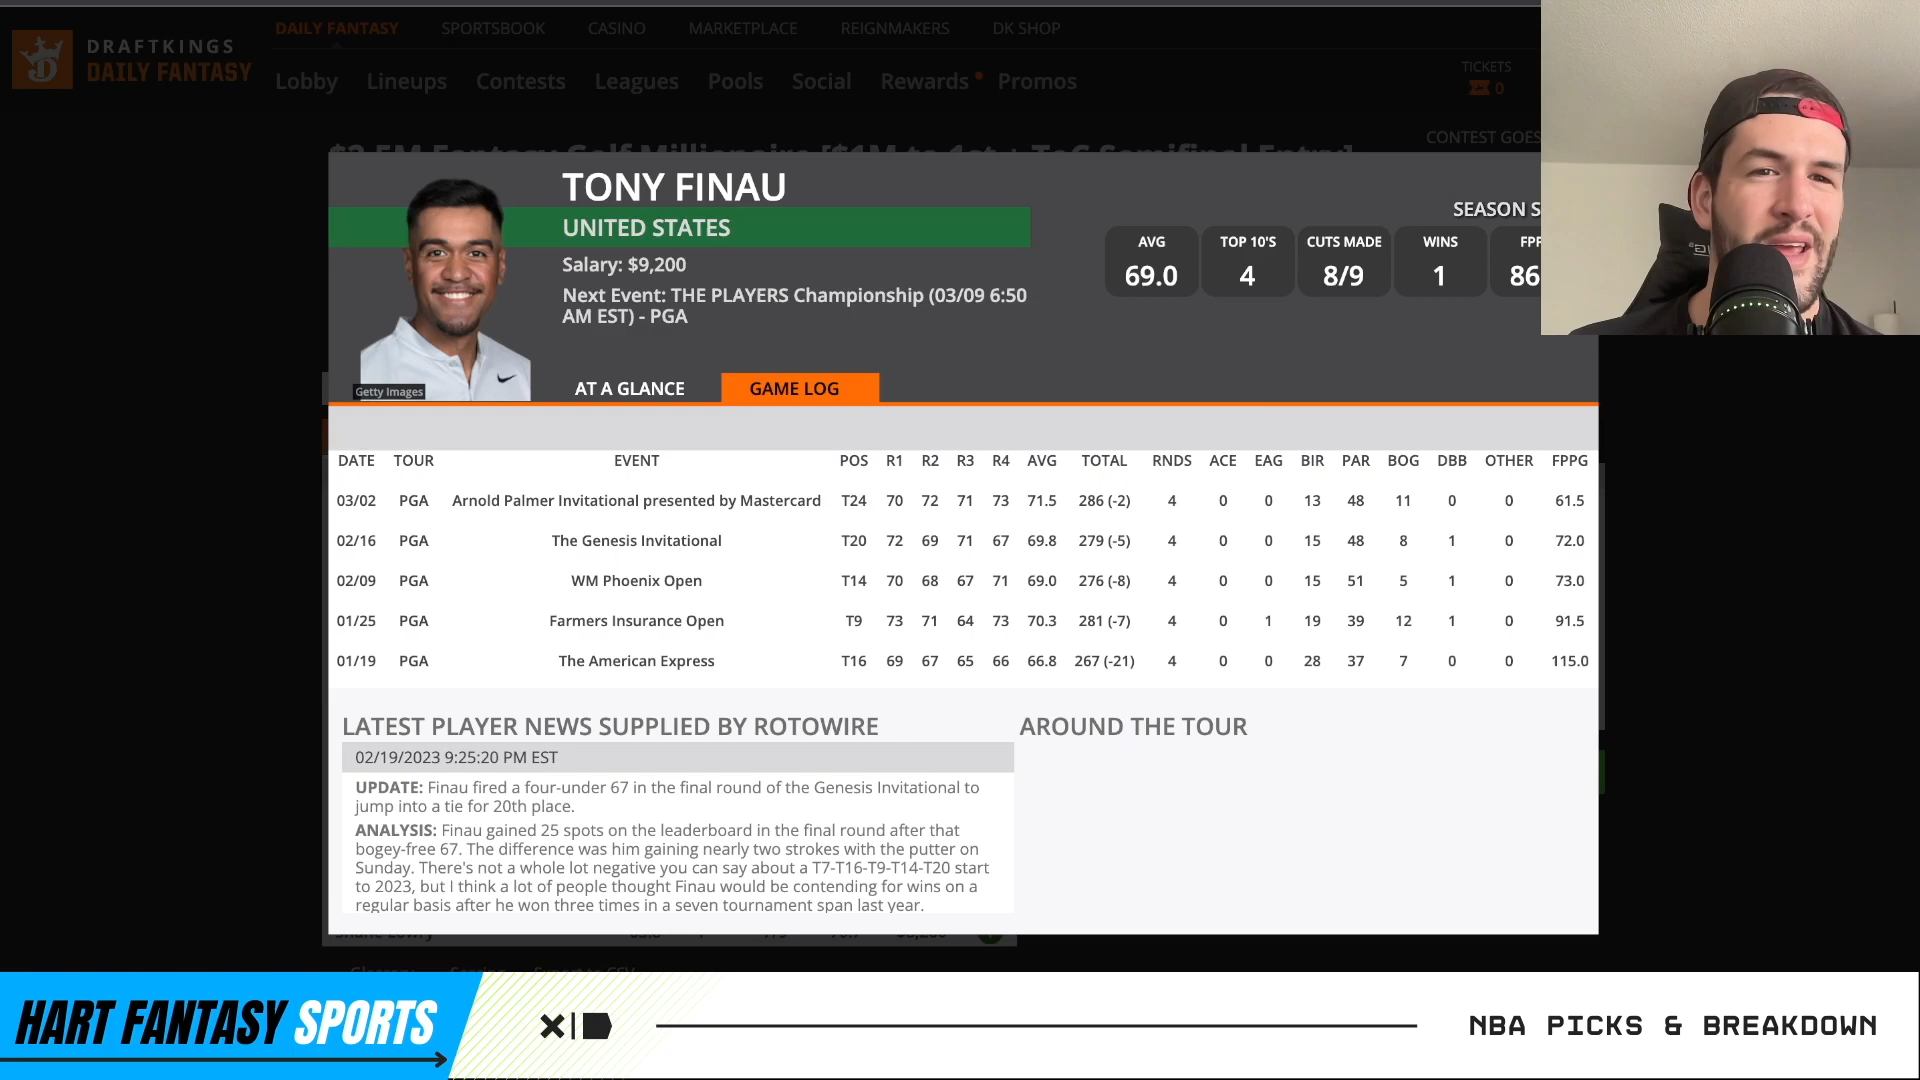 DAILY FANTASY SPORTSBOOK CASINO MARKETPLACE REIGNMAKERS DK SHOP
DRAFTKINGS
DAILY FANTASY
Lobby Lineups Contests Leagues Pools Social Rewards Promos
TICKETS
0
CONTEST GOES
$2.5M Fantasy Golf Millionaire [$1M to 1st + ToC Semifinal Entry]
TONY FINAU
UNITED STATES
Salary: $9,200
Next Event: THE PLAYERS Championship (03/09 6:50
AM EST) - PGA
SEASON S
AVG TOP 10'S CUTS MADE WINS FPP
69.0 4 8/9 1 86
Getty Images
AT A GLANCE GAME LOG
DATE TOUR EVENT POS R1 R2 R3 R4 AVG TOTAL RNDS ACE EAG BIR PAR BOG DBB OTHER FPPG
03/02 PGA Arnold Palmer Invitational presented by Mastercard T24 70 72 71 73 71.5 286 (-2) 4 0 0 13 48 11 0 0 61.5
02/16 PGA The Genesis Invitational T20 72 69 71 67 69.8 279 (-5) 4 0 0 15 48 8 1 0 72.0
02/09 PGA WM Phoenix Open T14 70 68 67 71 69.0 276 (-8) 4 0 0 15 51 5 1 0 73.0
01/25 PGA Farmers Insurance Open T9 73 71 64 73 70.3 281 (-7) 4 0 1 19 39 12 1 0 91.5
01/19 PGA The American Express T16 69 67 65 66 66.8 267 (-21) 4 0 0 28 37 7 0 0 115.0
LATEST PLAYER NEWS SUPPLIED BY ROTOWIRE
AROUND THE TOUR
02/19/2023 9:25:20 PM EST
UPDATE: Finau fired a four-under 67 in the final round of the Genesis Invitational to
jump into a tie for 20th place.
ANALYSIS: Finau gained 25 spots on the leaderboard in the final round after that
bogey-free 67. The difference was him gaining nearly two strokes with the putter on
Sunday. There's not a whole lot negative you can say about a T7-T16-T9-T14-T20 start
to 2023, but I think a lot of people thought Finau would be contending for wins on a
regular basis after he won three times in a seven tournament span last year.
HART FANTASY SPORTS
NBA PICKS & BREAKDOWN